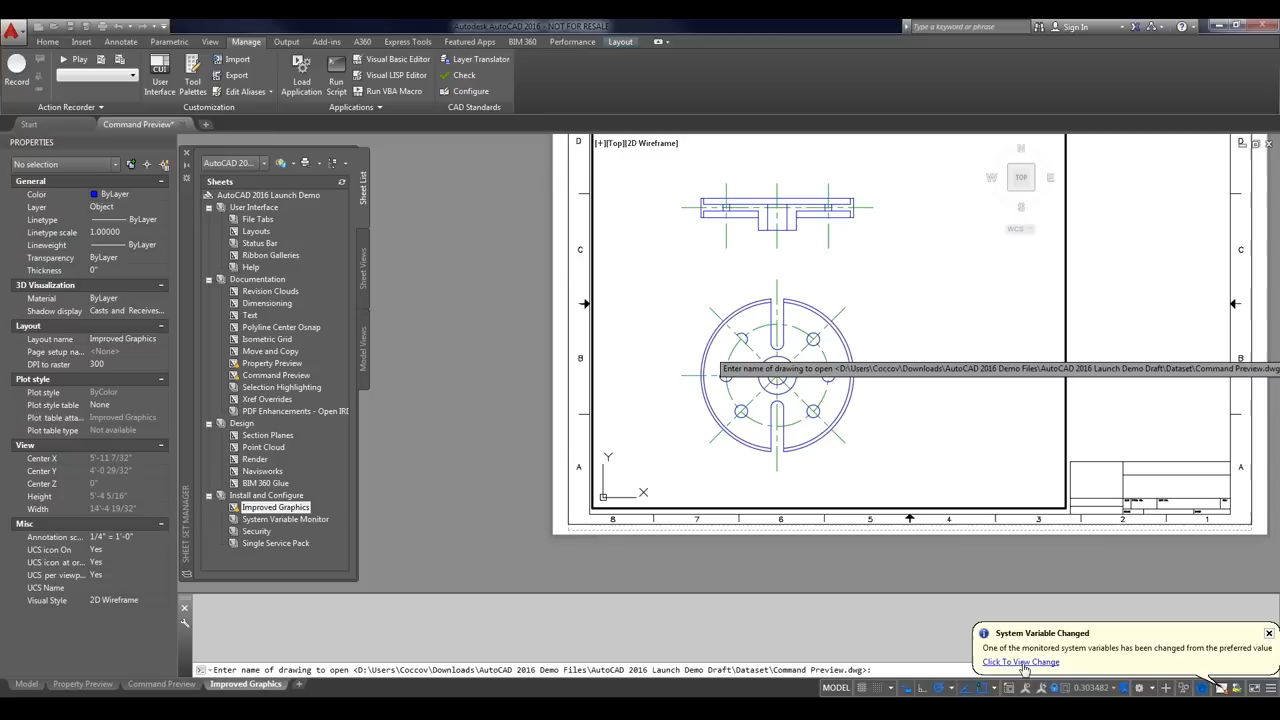 Autodesk AutoCAD 2016 - NOT FOR RESALE
Type a keyword or phrase
Sign In
Home Insert Annotate Parametric View Manage Output Add-ins A360 Express Tools Featured Apps BIM 360 Performance Layout
Record
Play
CUI
User Interface
Tool Palettes
Import
Export
Edit Aliases
Load Application
Run Script
Visual Basic Editor
Visual LISP Editor
Run VBA Macro
Layer Translator
Check
Configure
Action Recorder
Customization
Applications
CAD Standards
Start
Command Preview*
PROPERTIES
No selection
General
Color ByLayer
Layer Object
Linetype ByLayer
Linetype scale 1.00000
Lineweight ByLayer
Transparency ByLayer
Thickness 0"
3D Visualization
Material ByLayer
Shadow display Casts and Receives...
Layout
Layout name Improved Graphics
Page setup na... <None>
DPI to raster 300
Plot style
Plot style ByColor
Plot style table None
Plot table atta... Improved Graphics
Plot table type Not available
View
Center X 5'-11 7/32"
Center Y 4'-0 29/32"
Height 5'-4 5/16"
Width 14'-4 19/32"
Misc
Annotation sc... 1/4" = 1'-0"
UCS icon On Yes
UCS icon at or... Yes
UCS per viewp... Yes
UCS Name
Visual Style 2D Wireframe
AutoCAD 20...
Sheets
AutoCAD 2016 Launch Demo
User Interface
File Tabs
Layouts
Status Bar
Ribbon Galleries
Help
Documentation
Revision Clouds
Dimensioning
Text
Polyline Center Osnap
Isometric Grid
Move and Copy
Property Preview
Command Preview
Selection Highlighting
Xref Overrides
PDF Enhancements - Open IRD
Design
Section Planes
Point Cloud
Render
Navisworks
BIM 360 Glue
Install and Configure
Improved Graphics
System Variable Monitor
Security
Single Service Pack
Sheet List
Sheet Views
Model Views
SHEET SET MANAGER
[+][Top][2D Wireframe]
N
W TOP E
S
WCS
D D
C C
B B
A A
Y
X
8 7 6 5 4 3 2 1
Enter name of drawing to open <D:\Users\Coccov\Downloads\AutoCAD 2016 Demo Files\AutoCAD 2016 Launch Demo Draft\Dataset\Command Preview.dwg>
System Variable Changed
One of the monitored system variables has been changed from the preferred value
Click To View Change
Enter name of drawing to open <D:\Users\Coccov\Downloads\AutoCAD 2016 Demo Files\AutoCAD 2016 Launch Demo Draft\Dataset\Command Preview.dwg>:
Model Property Preview Command Preview Improved Graphics +
MODEL 0.303482